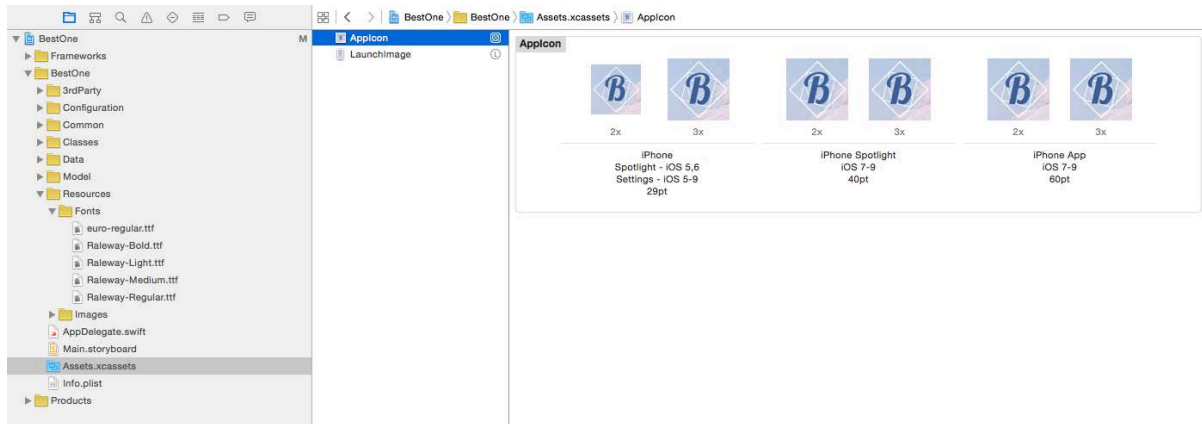 BestOne M
Frameworks
BestOne
3rdParty
Configuration
Common
Classes
Data
Model
Resources
Fonts
euro-regular.ttf
Raleway-Bold.ttf
Raleway-Light.ttf
Raleway-Medium.ttf
Raleway-Regular.ttf
Images
AppDelegate.swift
Main.storyboard
Assets.xcassets
Info.plist
Products
BestOne BestOne Assets.xcassets AppIcon
AppIcon
LaunchImage
AppIcon
B B B B B B
2x 3x 2x 3x 2x 3x
iPhone
Spotlight - iOS 5,6
Settings - iOS 5-9
29pt
iPhone Spotlight
iOS 7-9
40pt
iPhone App
iOS 7-9
60pt